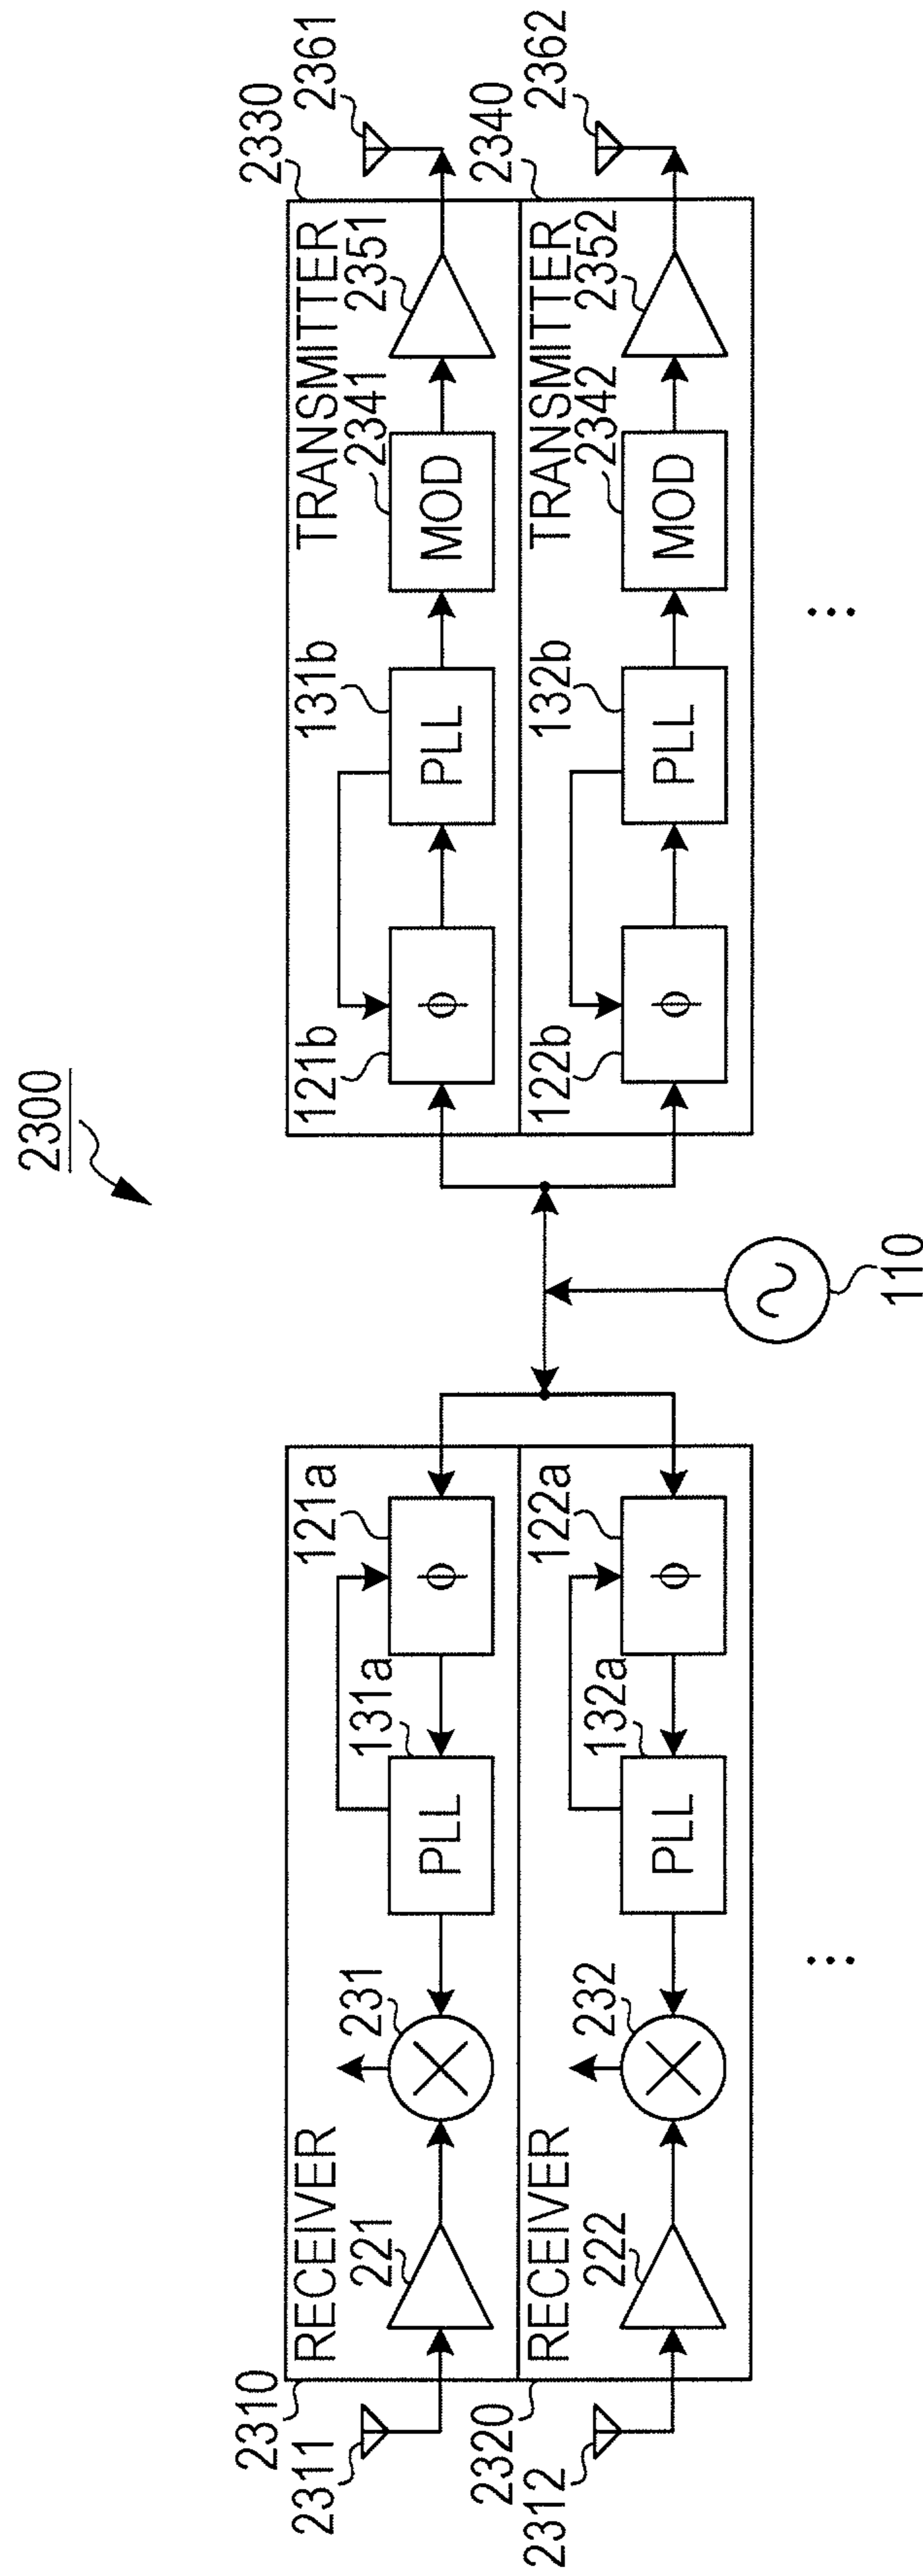 2300
2310
2311
RECEIVER
221
231
131a
PLL
121a
ϕ
2320
2312
RECEIVER
222
232
132a
PLL
122a
ϕ
110
121b
ϕ
131b
PLL
TRANSMITTER
2341
MOD
2351
2330
2361
122b
ϕ
132b
PLL
TRANSMITTER
2342
MOD
2352
2340
2362
...
...